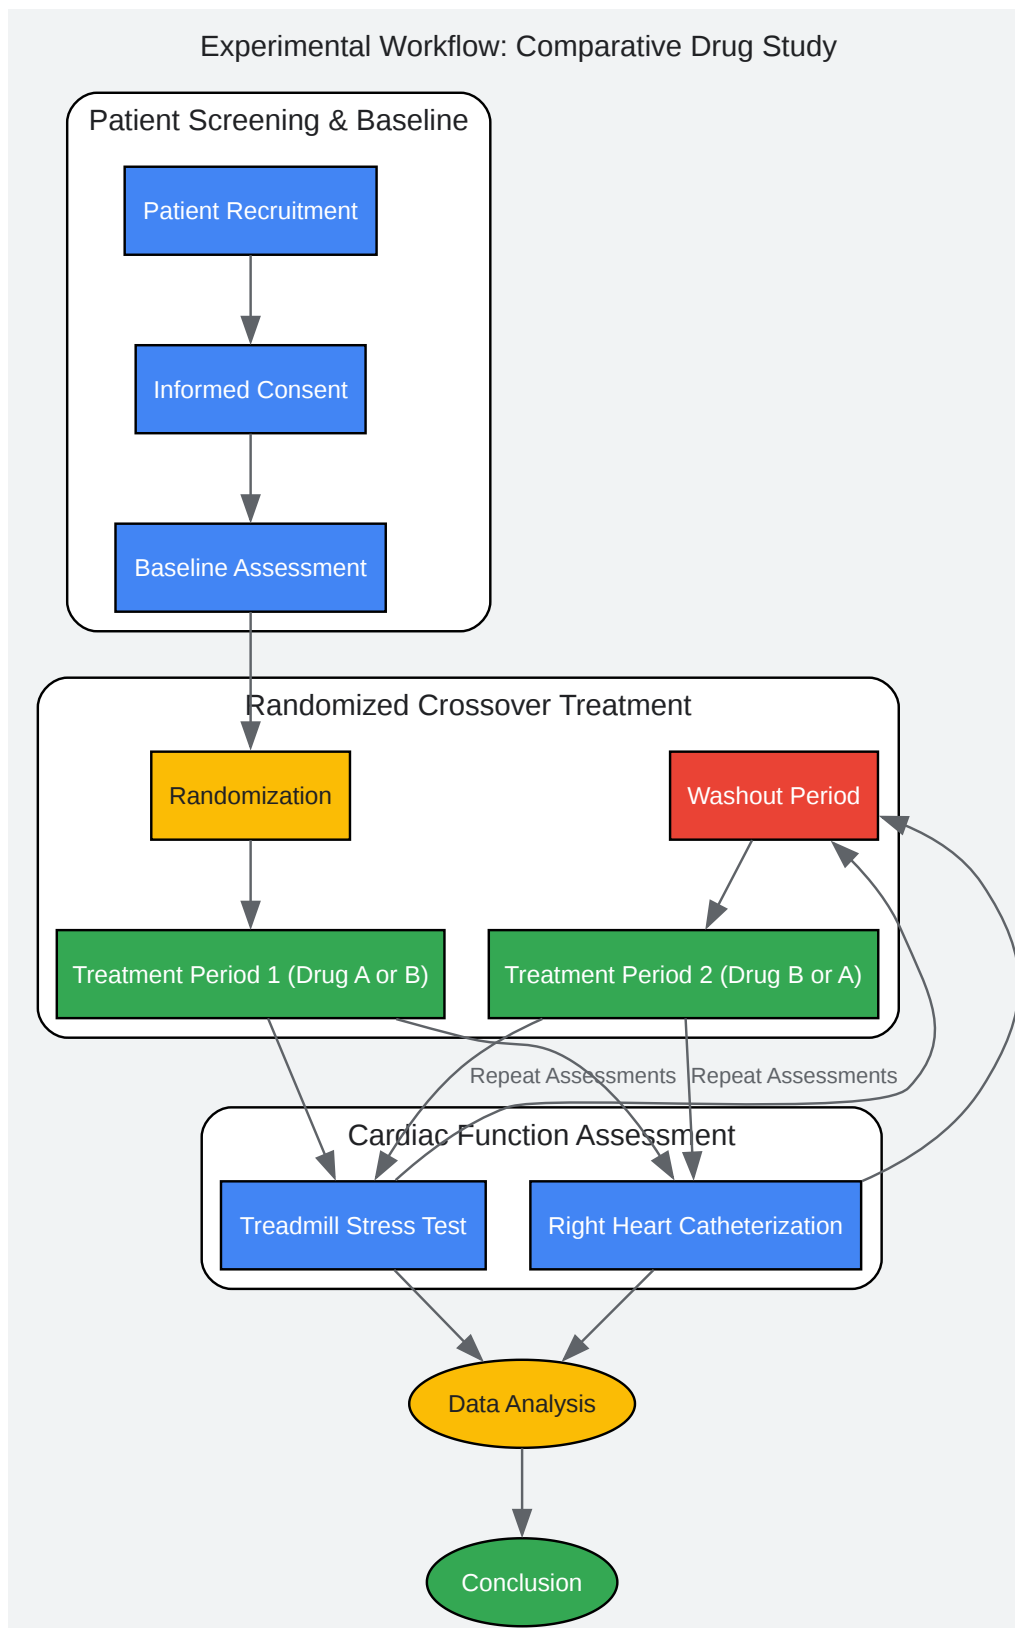 Experimental Workflow: Comparative Drug Study
Patient Screening & Baseline
Patient Recruitment
Informed Consent
Baseline Assessment
Randomized Crossover Treatment
Randomization
Washout Period
Treatment Period 1 (Drug A or B)
Treatment Period 2 (Drug B or A)
Repeat Assessments
Repeat Assessments
Cardiac Function Assessment
Treadmill Stress Test
Right Heart Catheterization
Data Analysis
Conclusion